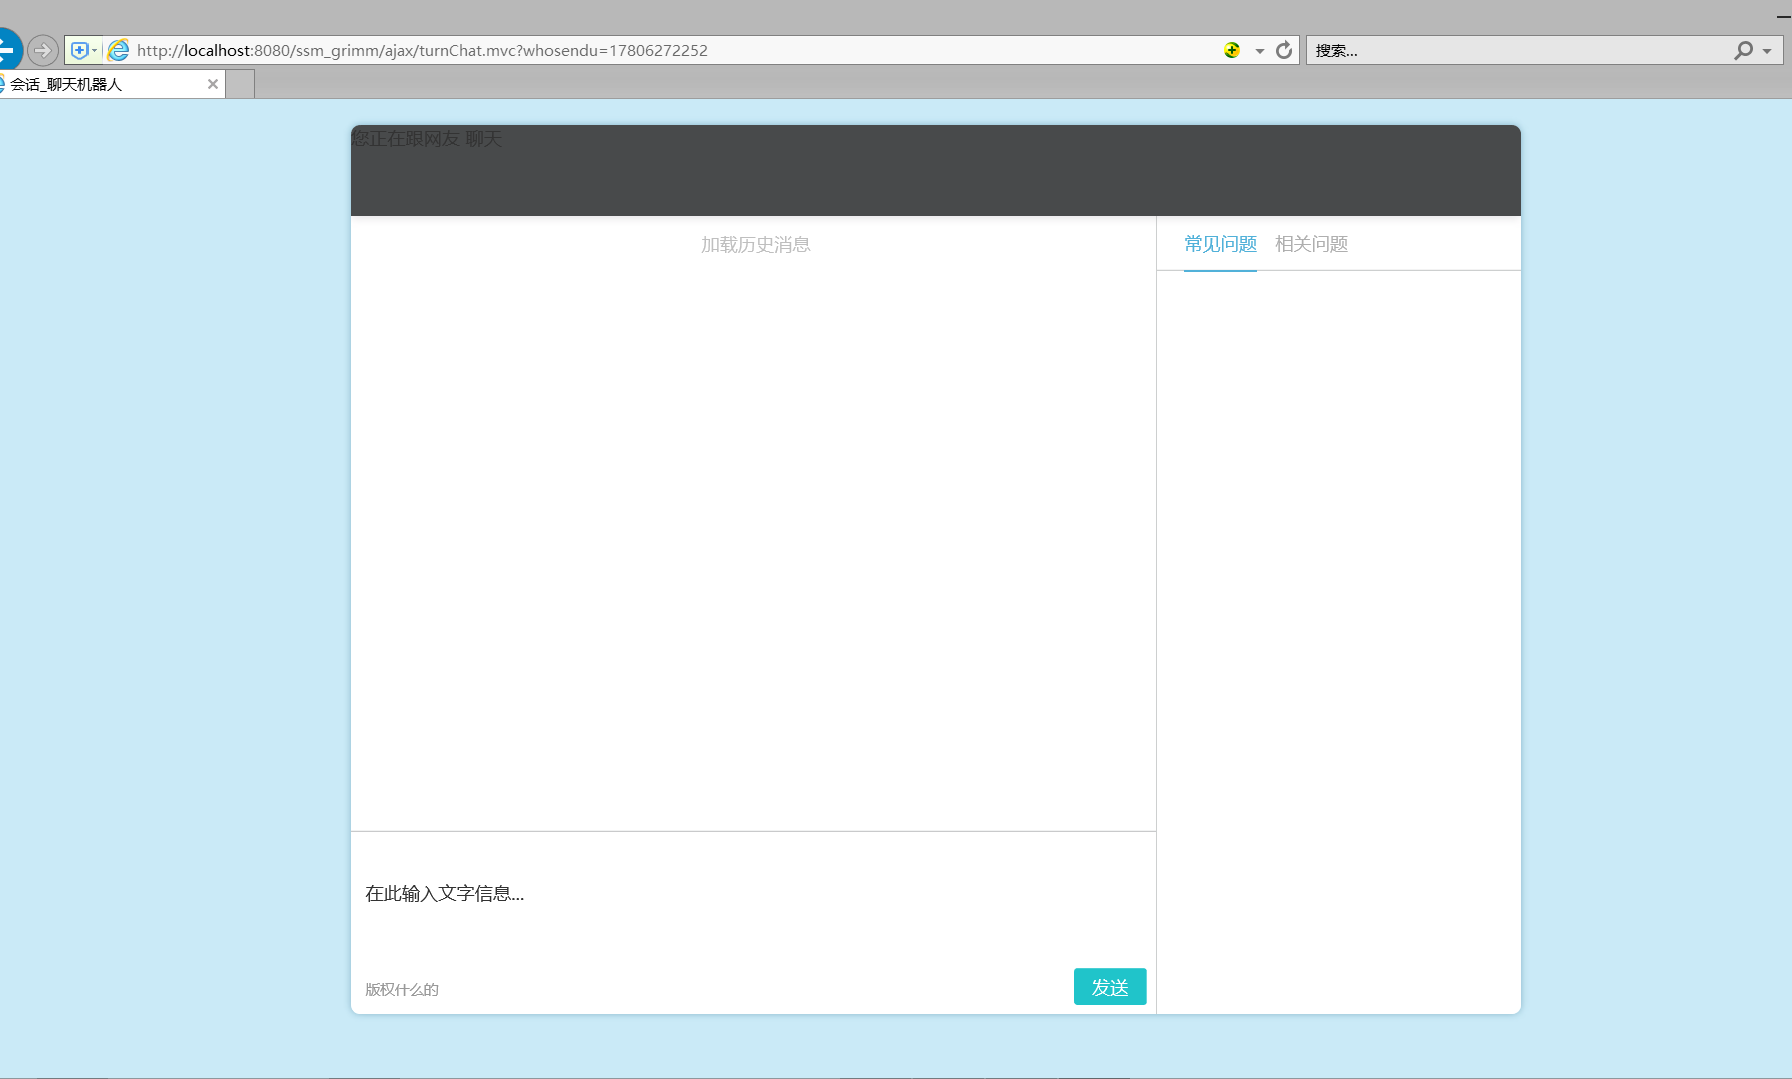 http://localhost:8080/ssm_grimm/ajax/turnChat.mvc?whosendu=17806272252
搜索...
会话_聊天机器人
您正在跟网友 聊天
加载历史消息
常见问题 相关问题
在此输入文字信息...
版权什么的
发送